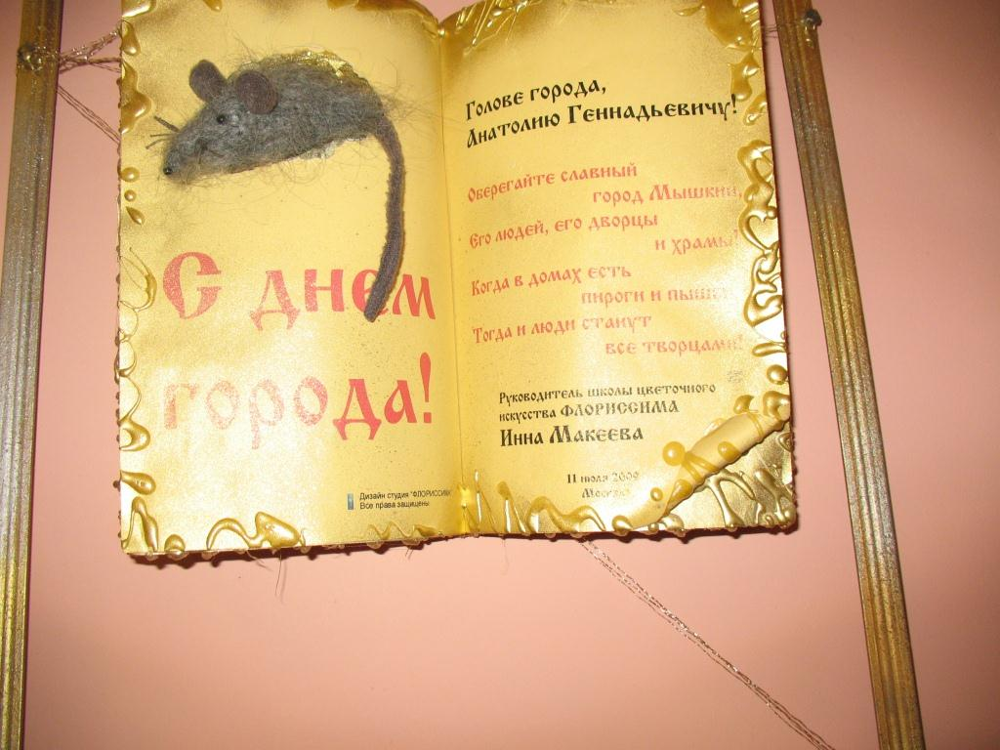 С днем
города!
Дизайн студия "ФЛОРИССИМА"
Все права защищены
Голове города,
Анатолию Геннадьевичу!
Оберегайте славный
город Мышкин,
Его людей, его дворцы
и храмы!
Когда в домах есть
пироги и пышки,
Тогда и люди станут
все творцами!
Руководитель школы цветочного
искусства ФЛОРИССИМА
Инна Макеева
11 июля 2009
Москва